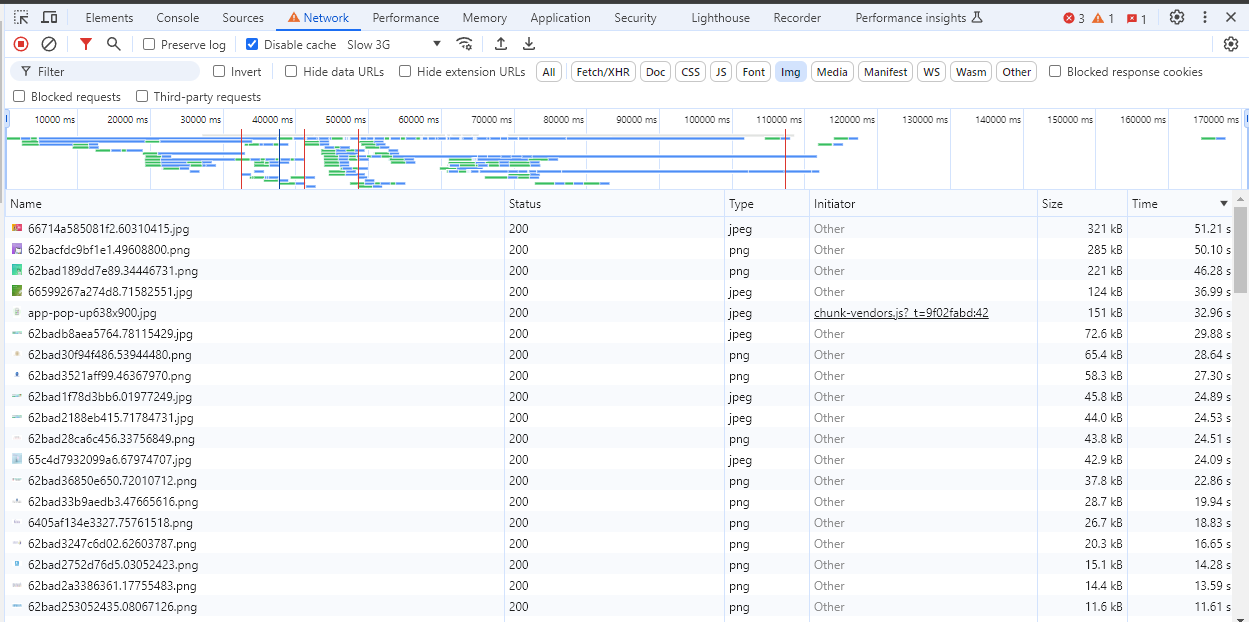 Elements Console Sources Network Performance Memory Application Security Lighthouse Recorder Performance insights 3 1 1
Preserve log Disable cache Slow 3G
Filter Invert Hide data URLs Hide extension URLs All Fetch/XHR Doc CSS JS Font Img Media Manifest WS Wasm Other Blocked response cookies
Blocked requests Third-party requests
10000 ms 20000 ms 30000 ms 40000 ms 50000 ms 60000 ms 70000 ms 80000 ms 90000 ms 100000 ms 110000 ms 120000 ms 130000 ms 140000 ms 150000 ms 160000 ms 170000 ms
Name Status Type Initiator Size Time
66714a585081f2.60310415.jpg 200 jpeg Other 321 kB 51.21 s
62bacfdc9bf1e1.49608800.png 200 png Other 285 kB 50.10 s
62bad189dd7e89.34446731.png 200 png Other 221 kB 46.28 s
66599267a274d8.71582551.jpg 200 jpeg Other 124 kB 36.99 s
app-pop-up638x900.jpg 200 jpeg chunk-vendors.js?_t=9f02fabd:42 151 kB 32.96 s
62badb8aea5764.78115429.jpg 200 jpeg Other 72.6 kB 29.88 s
62bad30f94f486.53944480.png 200 png Other 65.4 kB 28.64 s
62bad3521aff99.46367970.png 200 png Other 58.3 kB 27.30 s
62bad1f78d3bb6.01977249.jpg 200 jpeg Other 45.8 kB 24.89 s
62bad2188eb415.71784731.jpg 200 jpeg Other 44.0 kB 24.53 s
62bad28ca6c456.33756849.png 200 png Other 43.8 kB 24.51 s
65c4d7932099a6.67974707.jpg 200 jpeg Other 42.9 kB 24.09 s
62bad36850e650.72010712.png 200 png Other 37.8 kB 22.86 s
62bad33b9aedb3.47665616.png 200 png Other 28.7 kB 19.94 s
6405af134e3327.75761518.png 200 png Other 26.7 kB 18.83 s
62bad3247c6d02.62603787.png 200 png Other 20.3 kB 16.65 s
62bad2752d76d5.03052423.png 200 png Other 15.1 kB 14.28 s
62bad2a3386361.17755483.png 200 png Other 14.4 kB 13.59 s
62bad253052435.08067126.png 200 png Other 11.6 kB 11.61 s